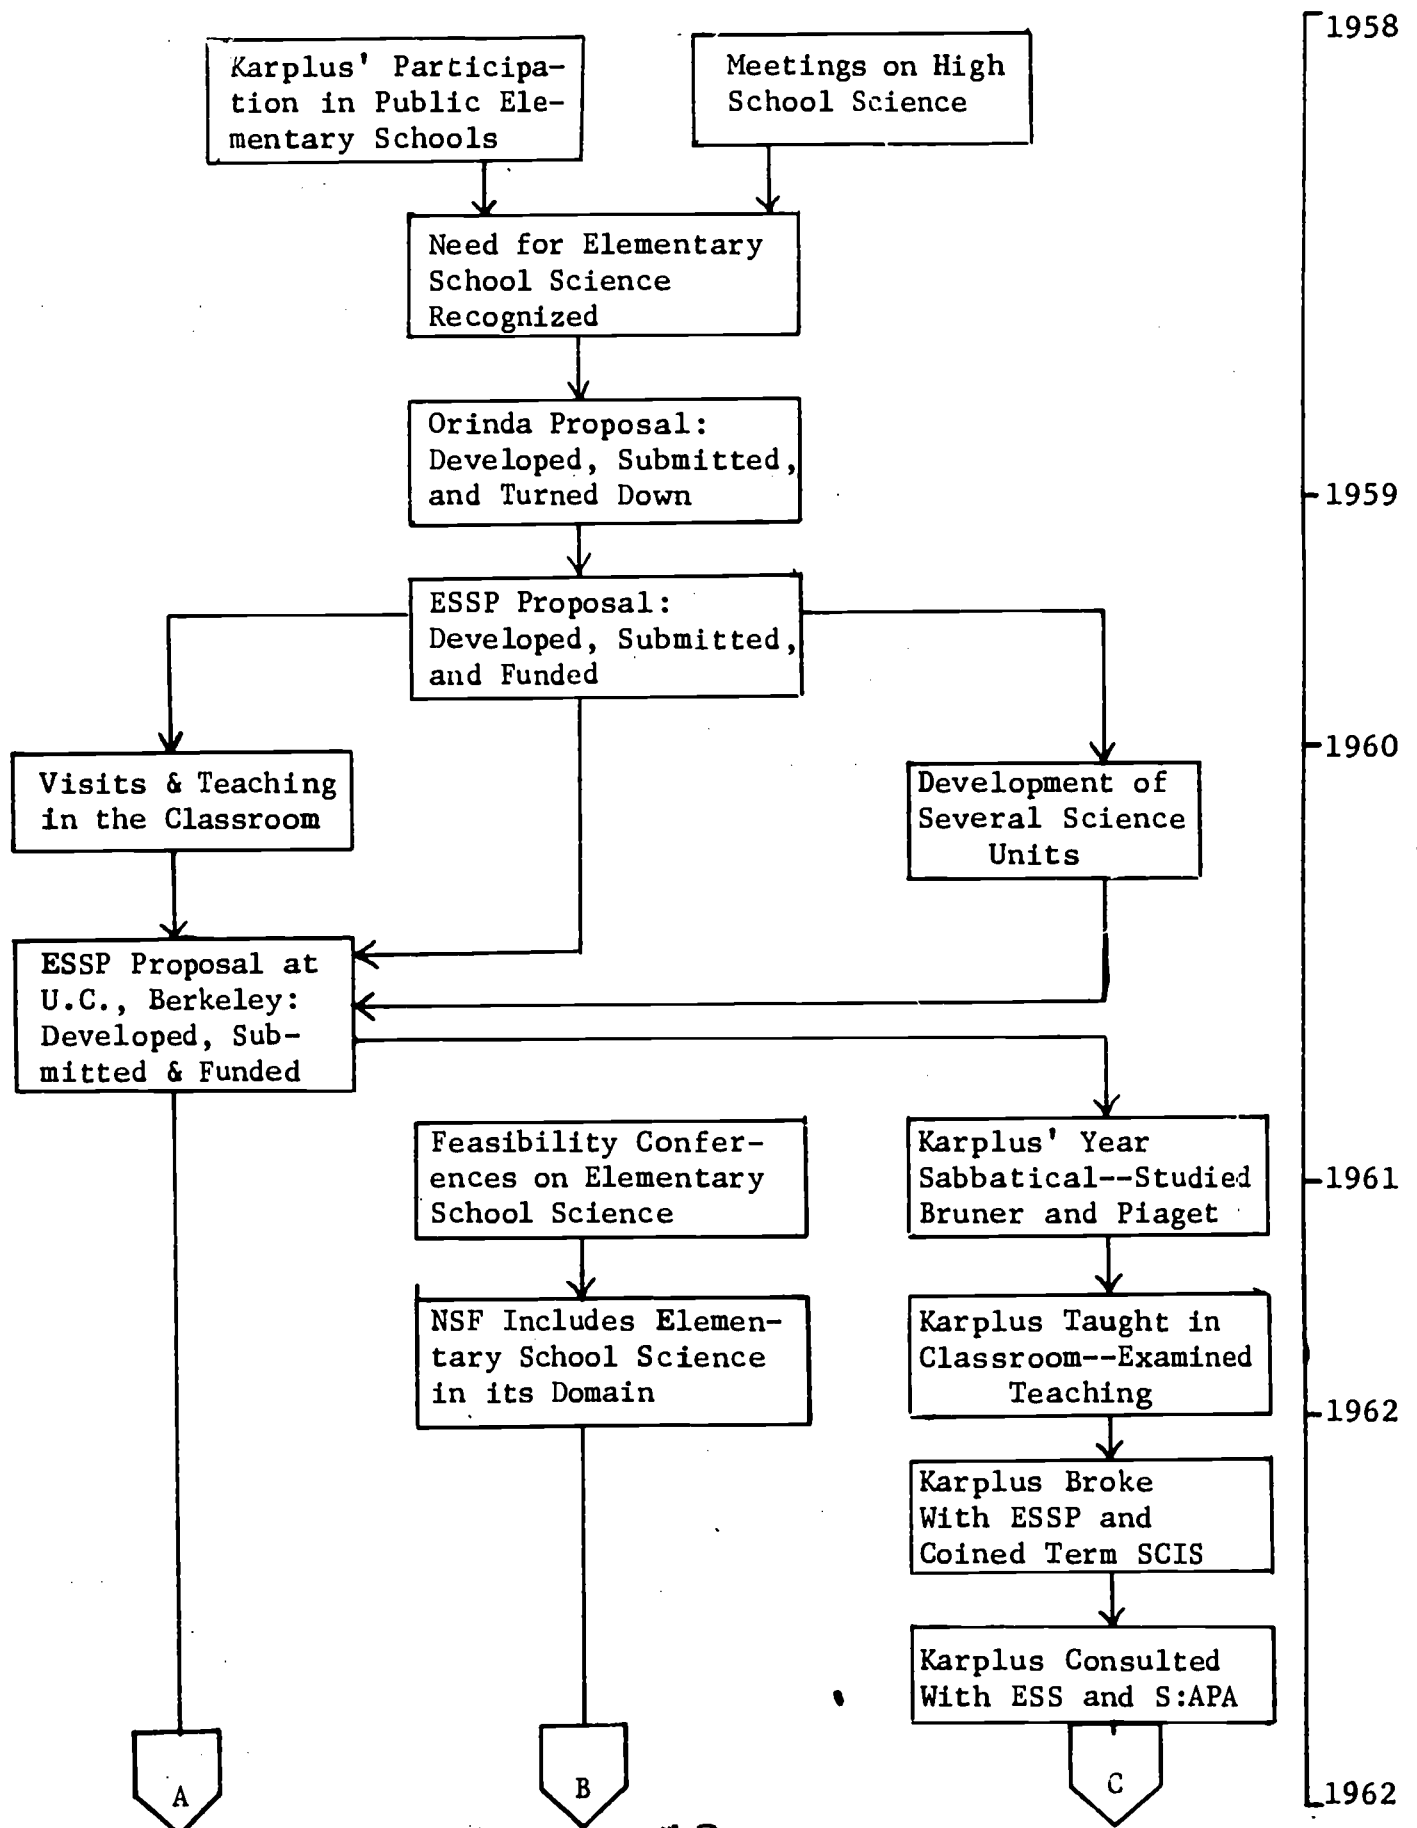 1958
Karplus' Participa-
tion in Public Ele-
mentary Schools
Meetings on High
School Science
Need for Elementary
School Science
Recognized
Orinda Proposal:
Developed, Submitted,
and Turned Down
1959
ESSP Proposal:
Developed, Submitted,
and Funded
1960
Visits & Teaching
in the Classroom
Development of
Several Science
Units
ESSP Proposal at
U.C., Berkeley:
Developed, Sub-
mitted & Funded
Feasibility Confer-
ences on Elementary
School Science
Karplus' Year
Sabbatical--Studied
Bruner and Piaget
1961
NSF Includes Elemen-
tary School Science
in its Domain
Karplus Taught in
Classroom--Examined
Teaching
1962
Karplus Broke
With ESSP and
Coined Term SCIS
Karplus Consulted
With ESS and S:APA
A
B
C
1962